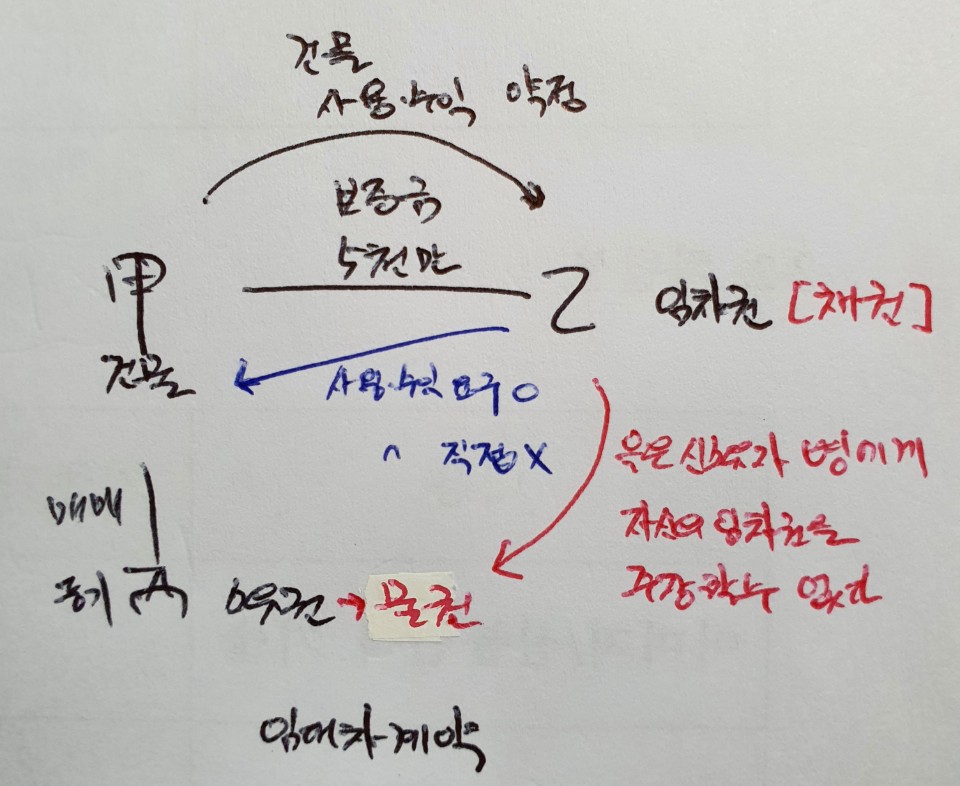 건물
사용·수익 약정
보증금
5천만
甲 乙 임차권 [채권]
건물
사용·수익 요구 O
〃 직접 X
을은 신소유자 병에게
자신의 임차권을
주장할 수 없다
매매
등기 丙 소유권 → 물권
임대차계약